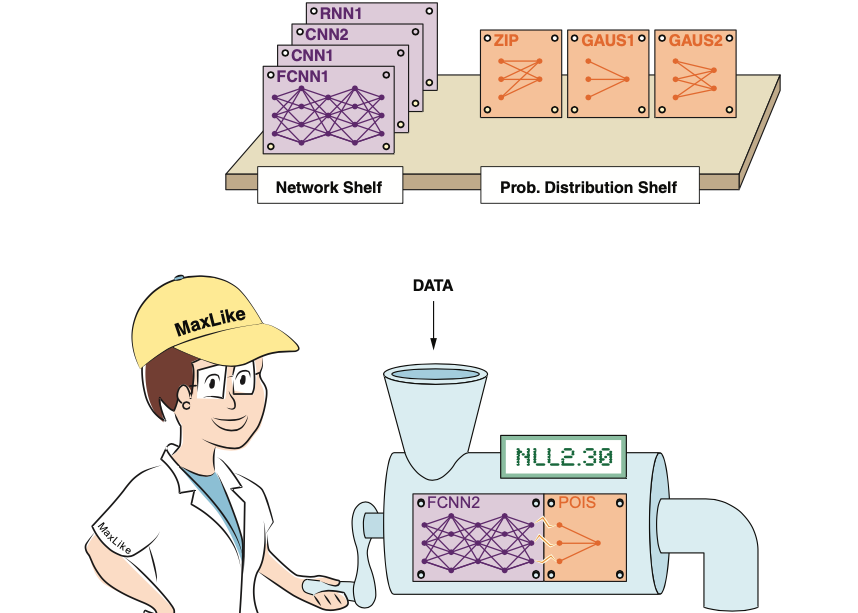 RNN1
CNN2
CNN1
FCNN1
ZIP
GAUS1
GAUS2
Network Shelf
Prob. Distribution Shelf
DATA
MaxLike
NLL2.30
FCNN2
POIS
MaxLike